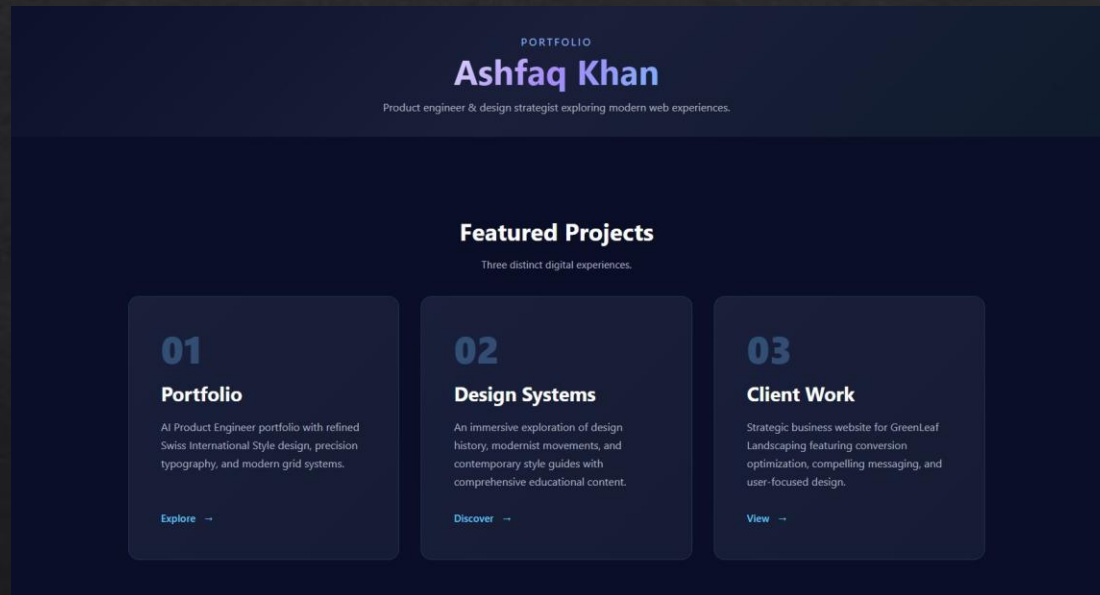 PORTFOLIO
Ashfaq Khan
Product engineer & design strategist exploring modern web experiences.
Featured Projects
Three distinct digital experiences.
01
Portfolio
AI Product Engineer portfolio with refined
Swiss International Style design, precision
typography, and modern grid systems.
Explore →
02
Design Systems
An immersive exploration of design
history, modernist movements, and
contemporary style guides with
comprehensive educational content.
Discover →
03
Client Work
Strategic business website for GreenLeaf
Landscaping featuring conversion
optimization, compelling messaging, and
user-focused design.
View →